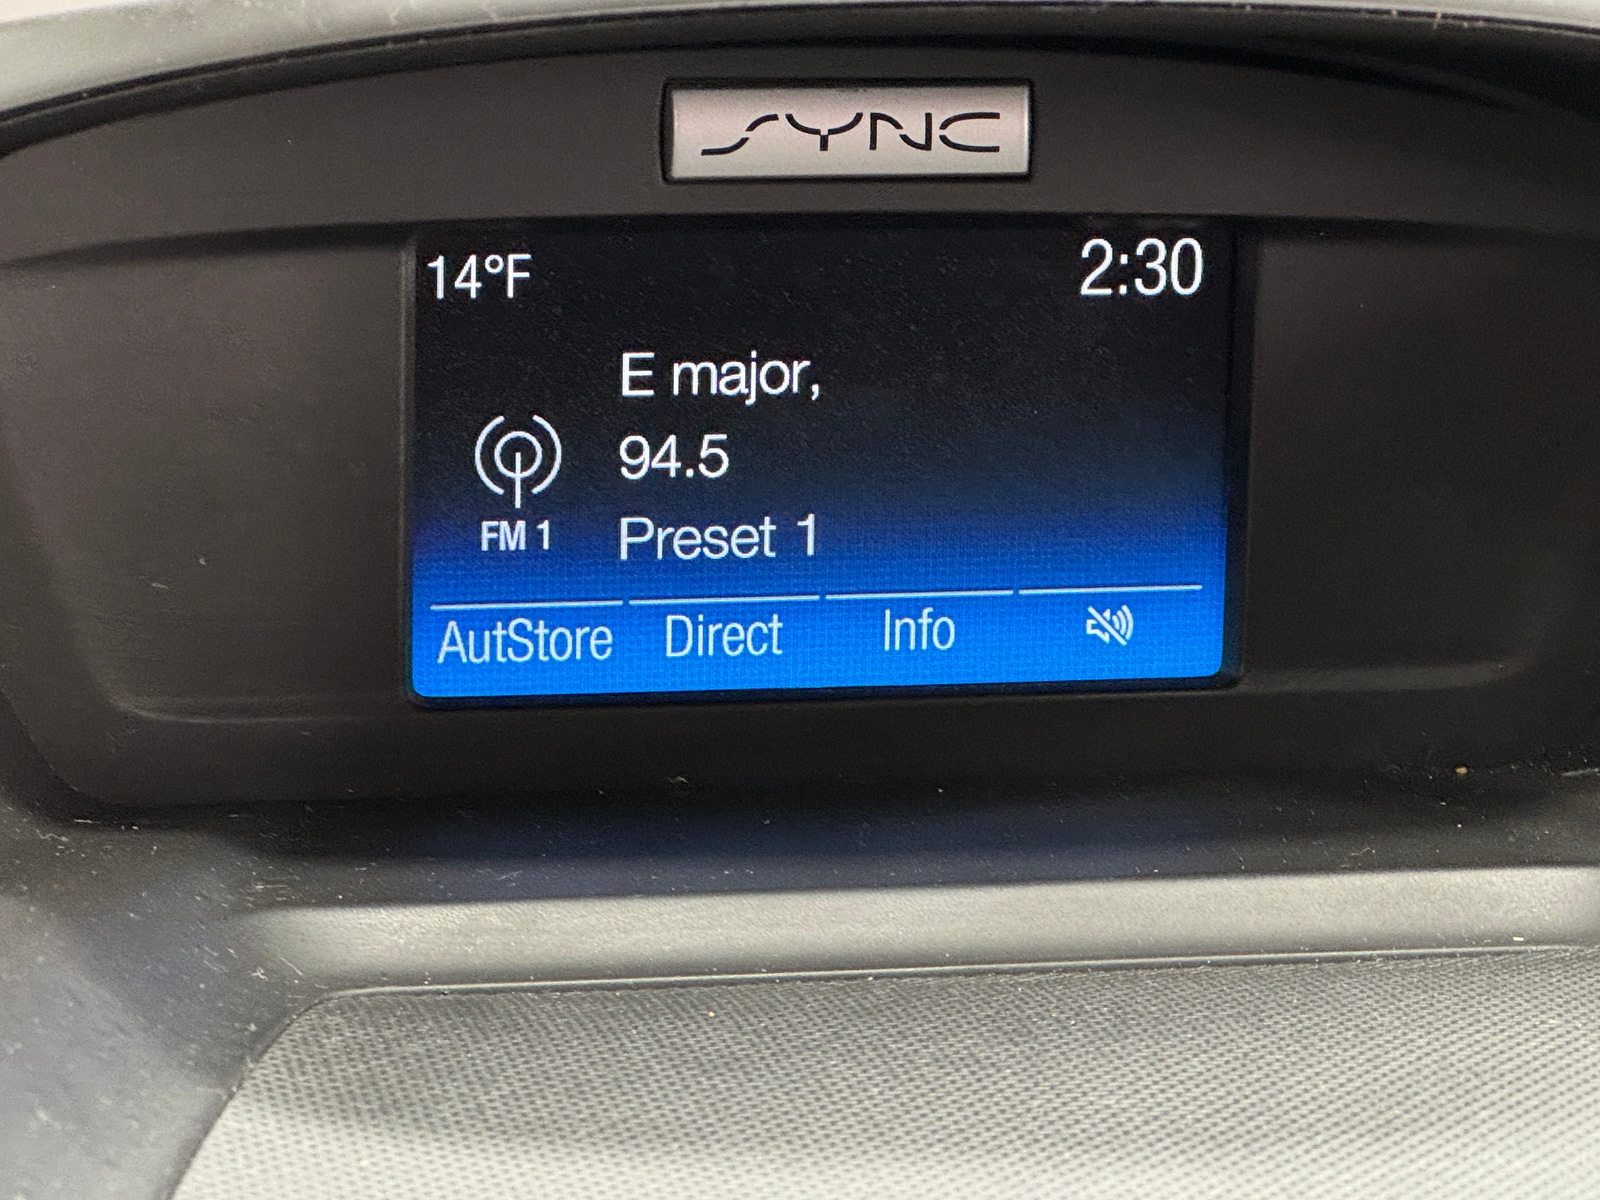 SYNC
14°F 2:30
E major,
94.5
FM 1 Preset 1
AutStore Direct Info